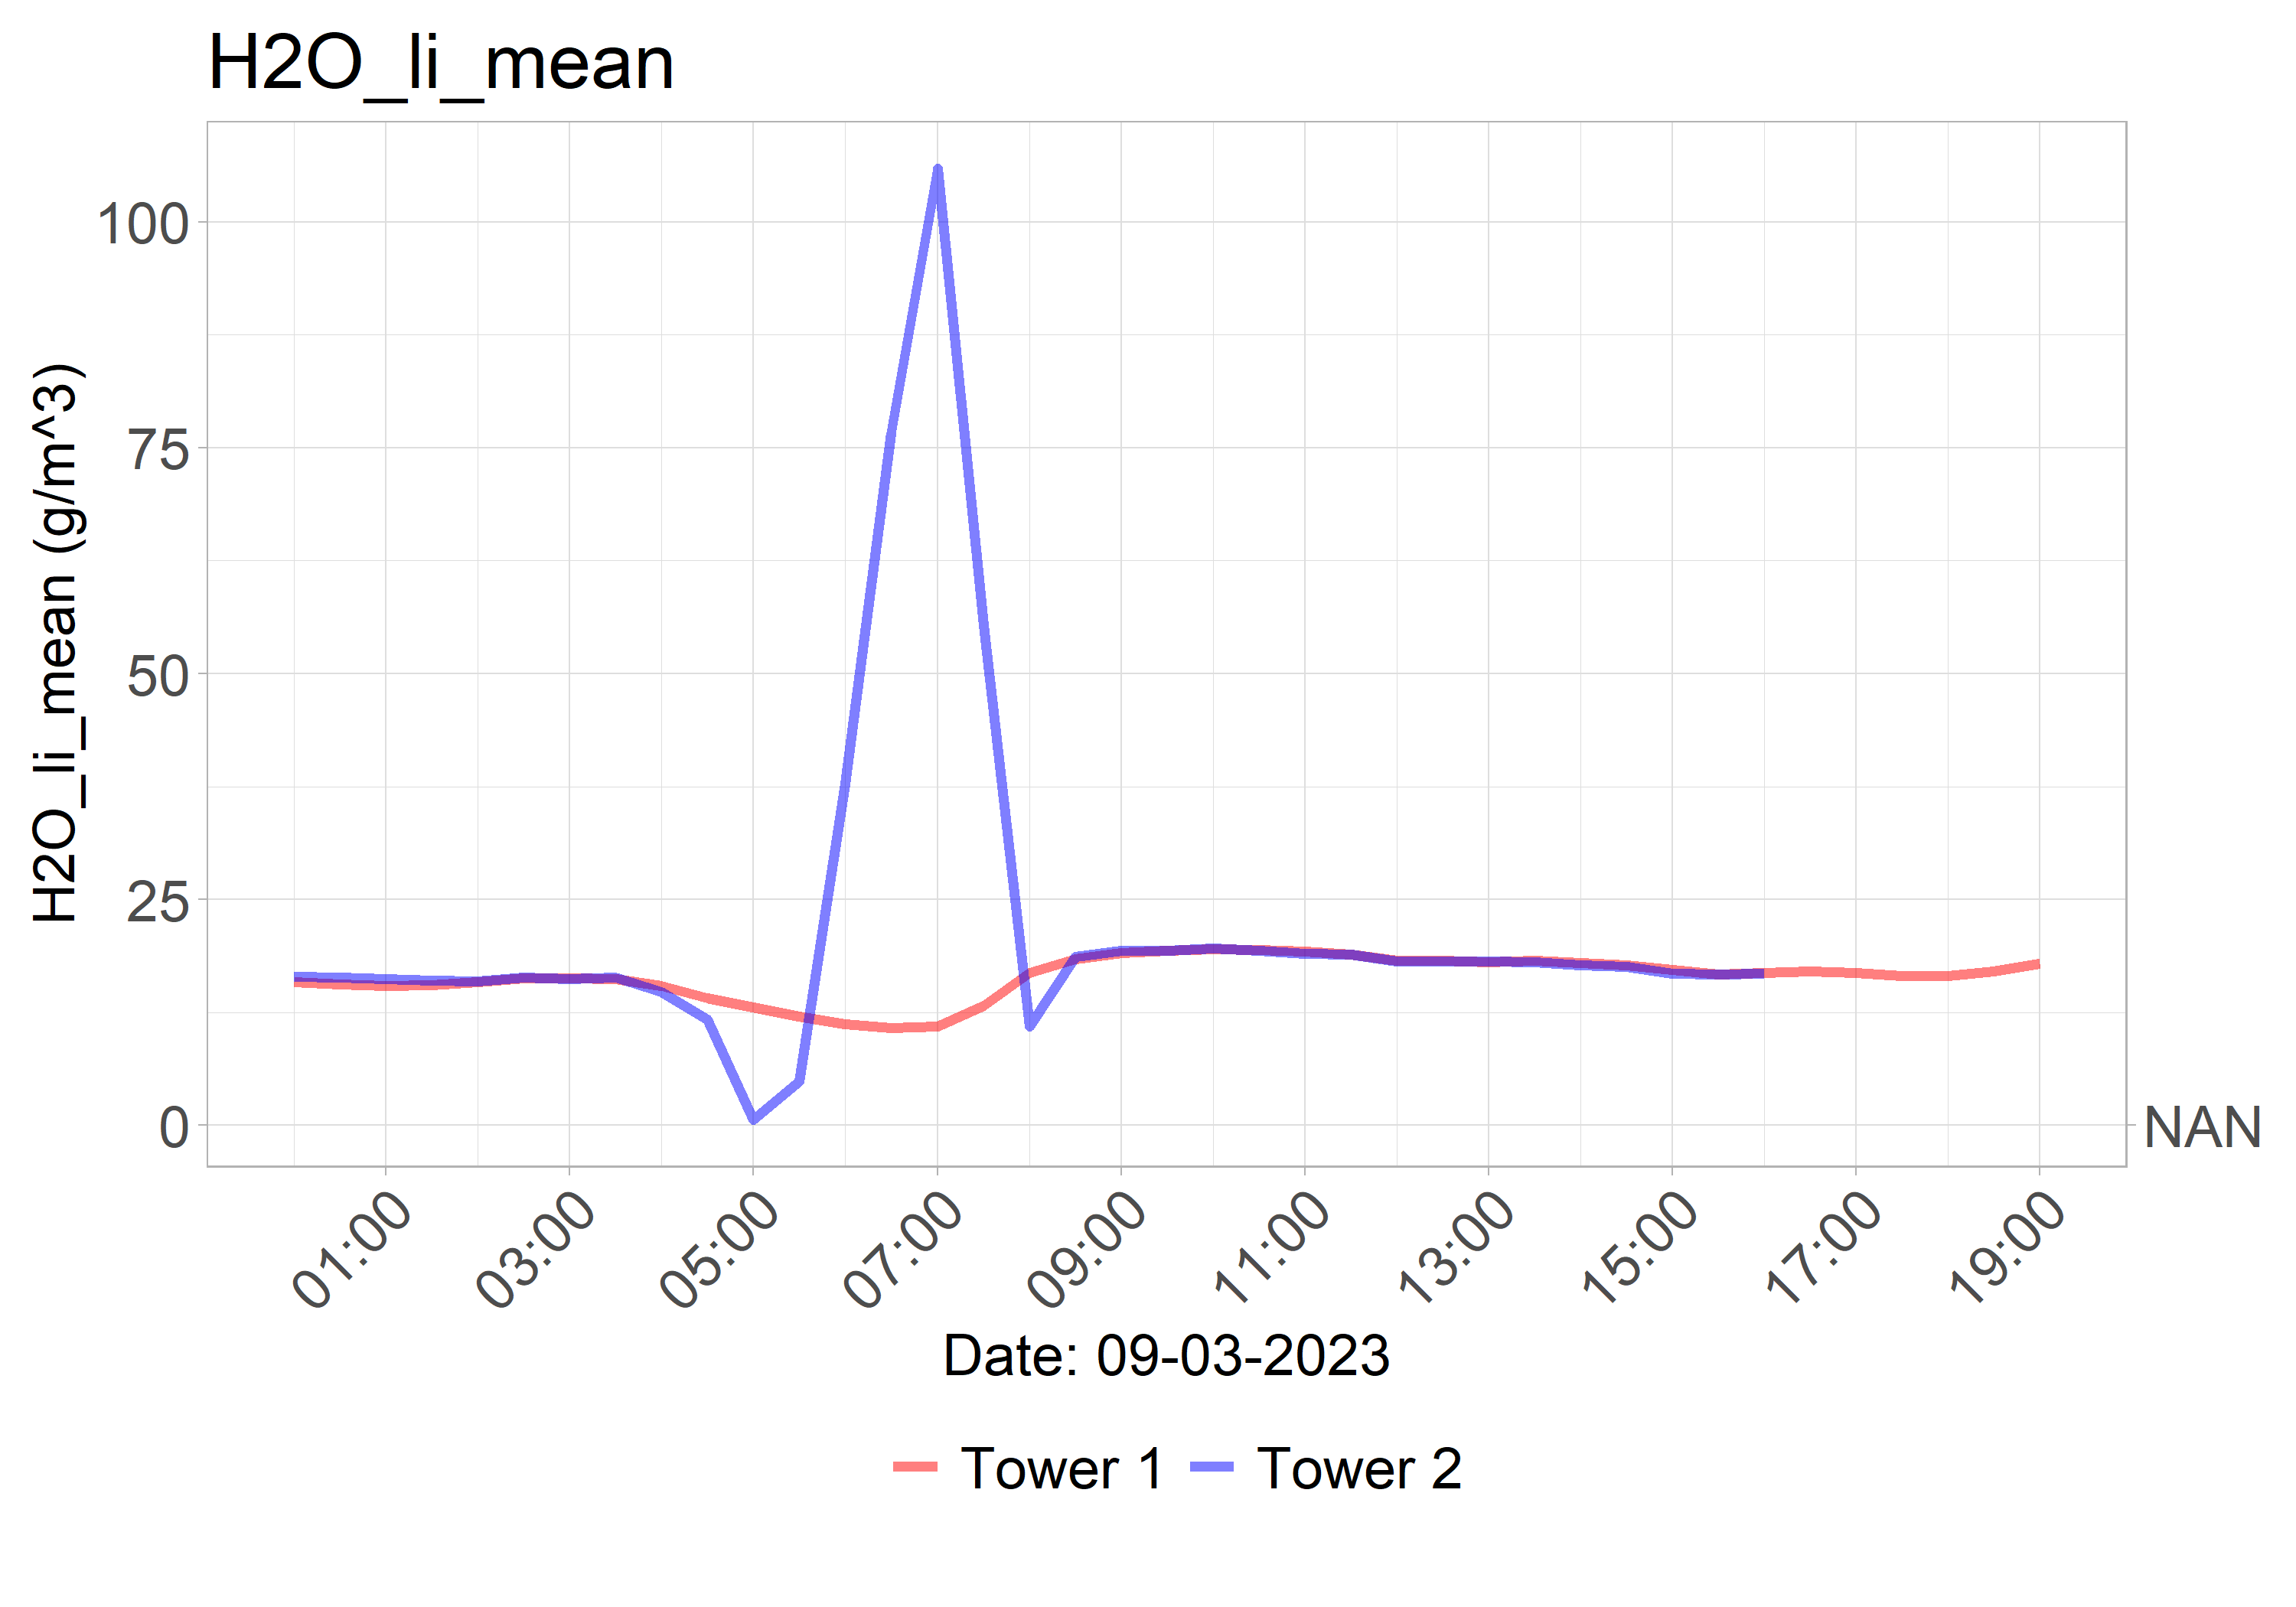 H2O_li_mean
H2O_li_mean (g/m^3)
100
75
50
25
0
NAN
01:00 03:00 05:00 07:00 09:00 11:00 13:00 15:00 17:00 19:00
Date: 09-03-2023
Tower 1 Tower 2